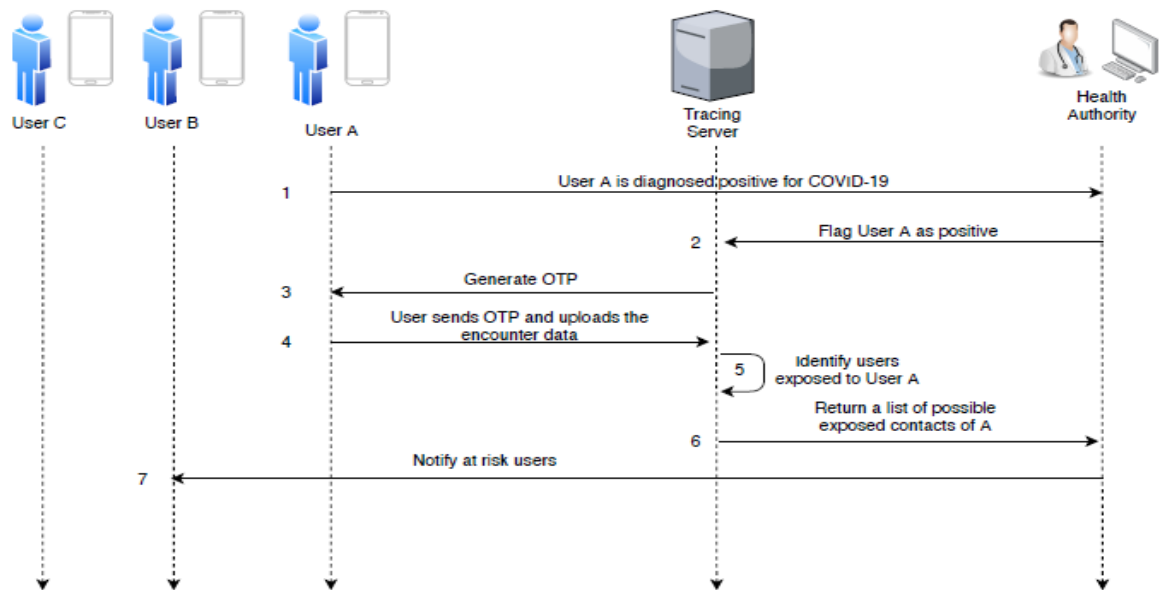 User C
User B
User A
Tracing
Server
Health
Authority
1
User A is diagnosed positive for COVID-19
2
Flag User A as positive
3
Generate OTP
4
User sends OTP and uploads the
encounter data
5
Identify users
exposed to User A
6
Return a list of possible
exposed contacts of A
7
Notify at risk users